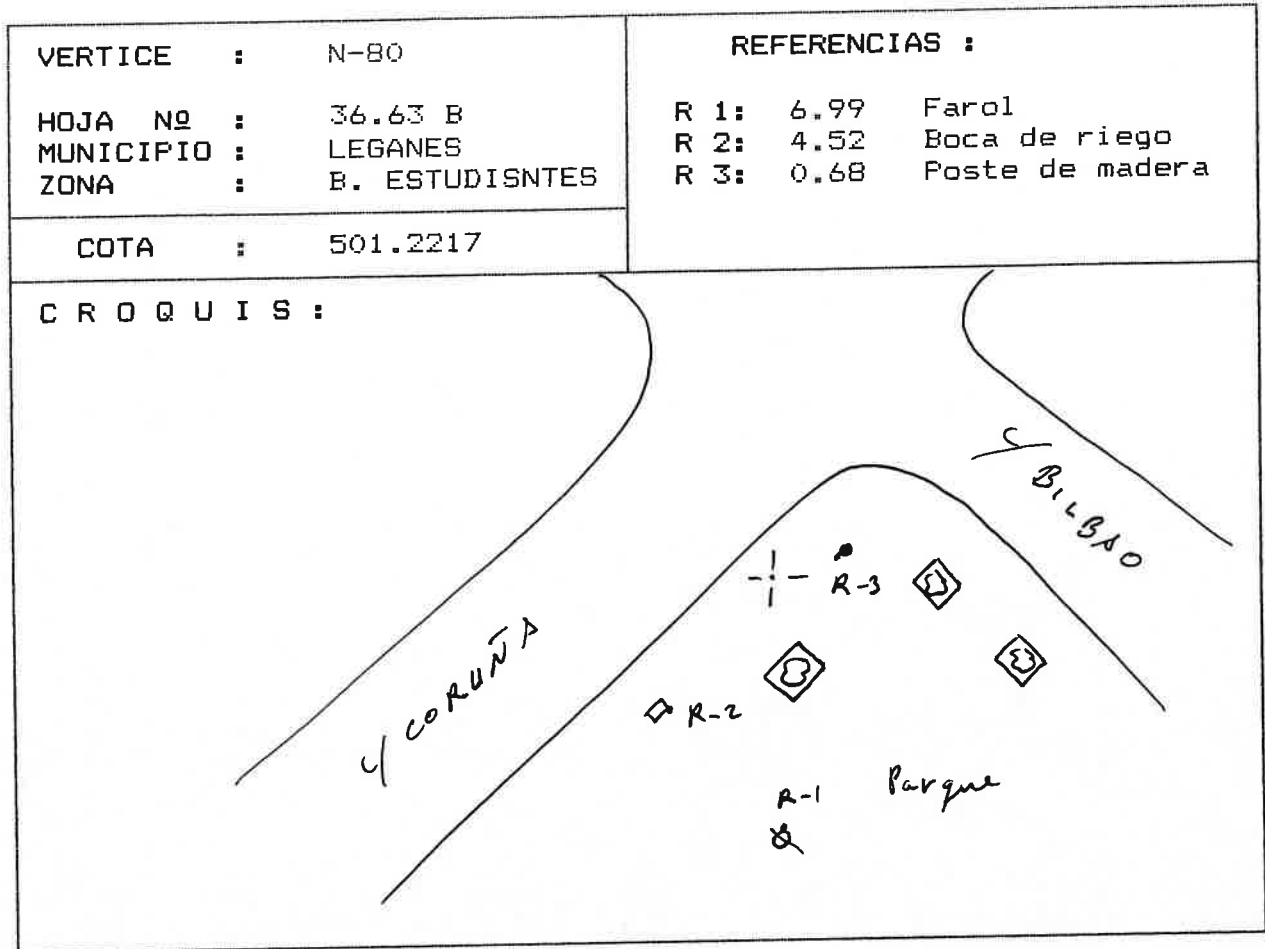 VERTICE : N-80
HOJA Nº : 36.63 B
MUNICIPIO : LEGANES
ZONA : B. ESTUDISNTES
COTA : 501.2217
REFERENCIAS :
R 1: 6.99 Farol
R 2: 4.52 Boca de riego
R 3: 0.68 Poste de madera
CROQUIS:
C/ BILBAO
R-3
C/ CORUÑA
R-2
R-1
Parque